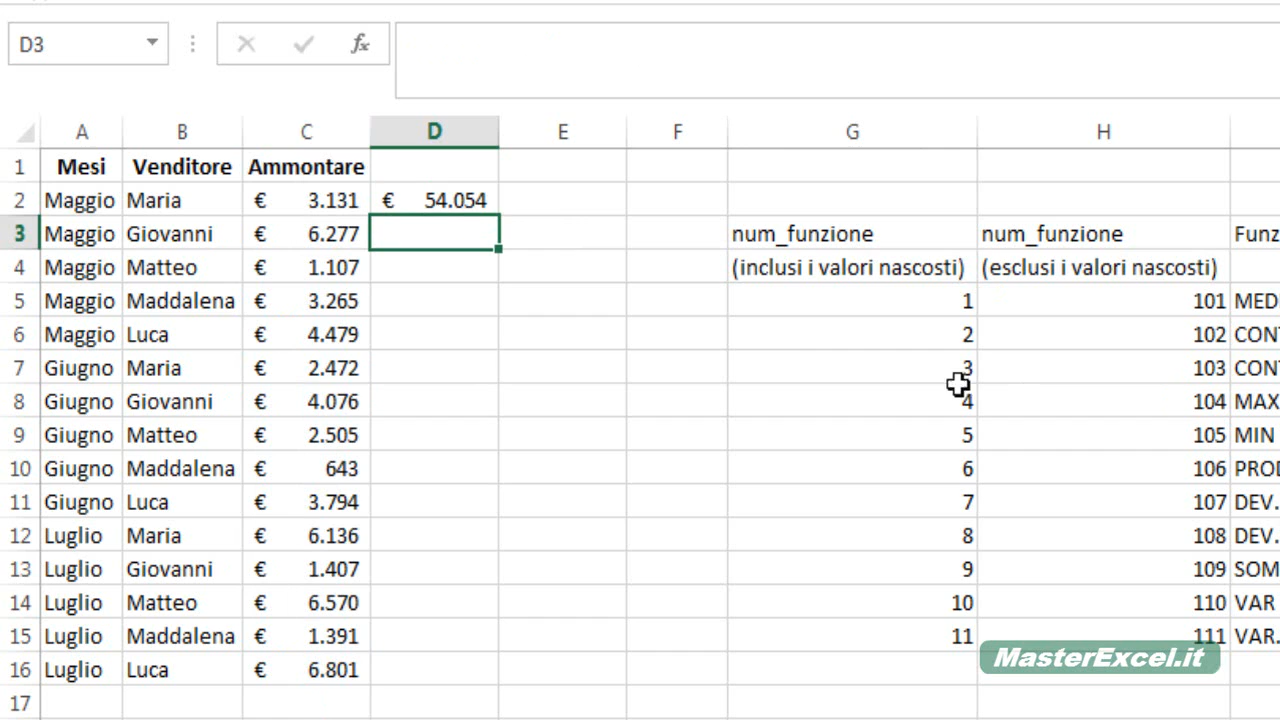 D3 fx
A B C D E F G H
1 Mesi Venditore Ammontare
2 Maggio Maria € 3.131 € 54.054
3 Maggio Giovanni € 6.277 num_funzione num_funzione Funz
4 Maggio Matteo € 1.107 (inclusi i valori nascosti) (esclusi i valori nascosti)
5 Maggio Maddalena € 3.265 1 101 MED
6 Maggio Luca € 4.479 2 102 CONT
7 Giugno Maria € 2.472 3 103 CONT
8 Giugno Giovanni € 4.076 4 104 MAX
9 Giugno Matteo € 2.505 5 105 MIN
10 Giugno Maddalena € 643 6 106 PROD
11 Giugno Luca € 3.794 7 107 DEV.
12 Luglio Maria € 6.136 8 108 DEV.
13 Luglio Giovanni € 1.407 9 109 SOM
14 Luglio Matteo € 6.570 10 110 VAR
15 Luglio Maddalena € 1.391 11 111 VAR.
MasterExcel.it
16 Luglio Luca € 6.801
17